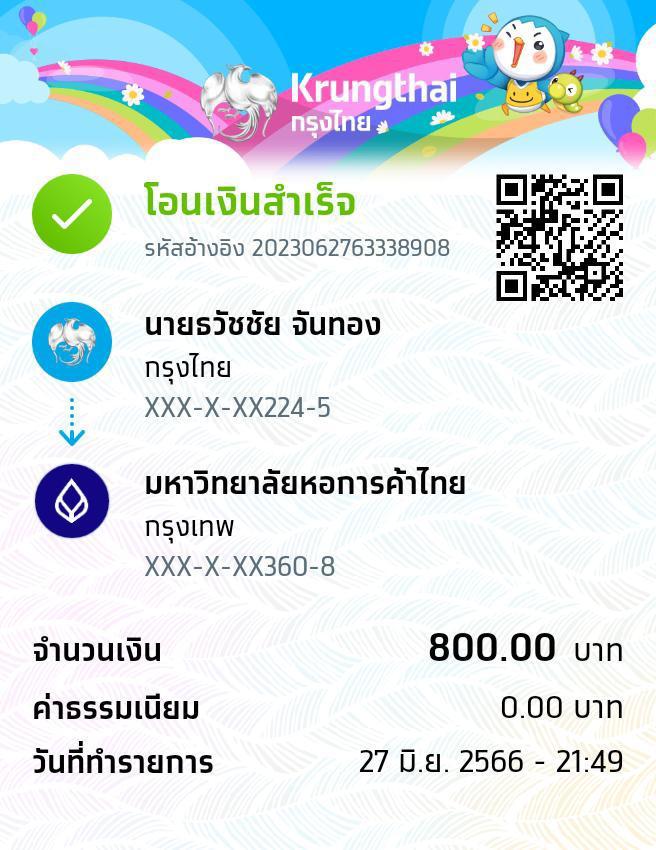 Krungthai
กรุงไทย
โอนเงินสำเร็จ
รหัสอ้างอิง 2023062763338908
นายธวัชชัย จันทอง
กรุงไทย
XXX-X-XX224-5
มหาวิทยาลัยหอการค้าไทย
กรุงเทพ
XXX-X-XX360-8
จำนวนเงิน 800.00 บาท
ค่าธรรมเนียม 0.00 บาท
วันที่ทำรายการ 27 มิ.ย. 2566 - 21:49